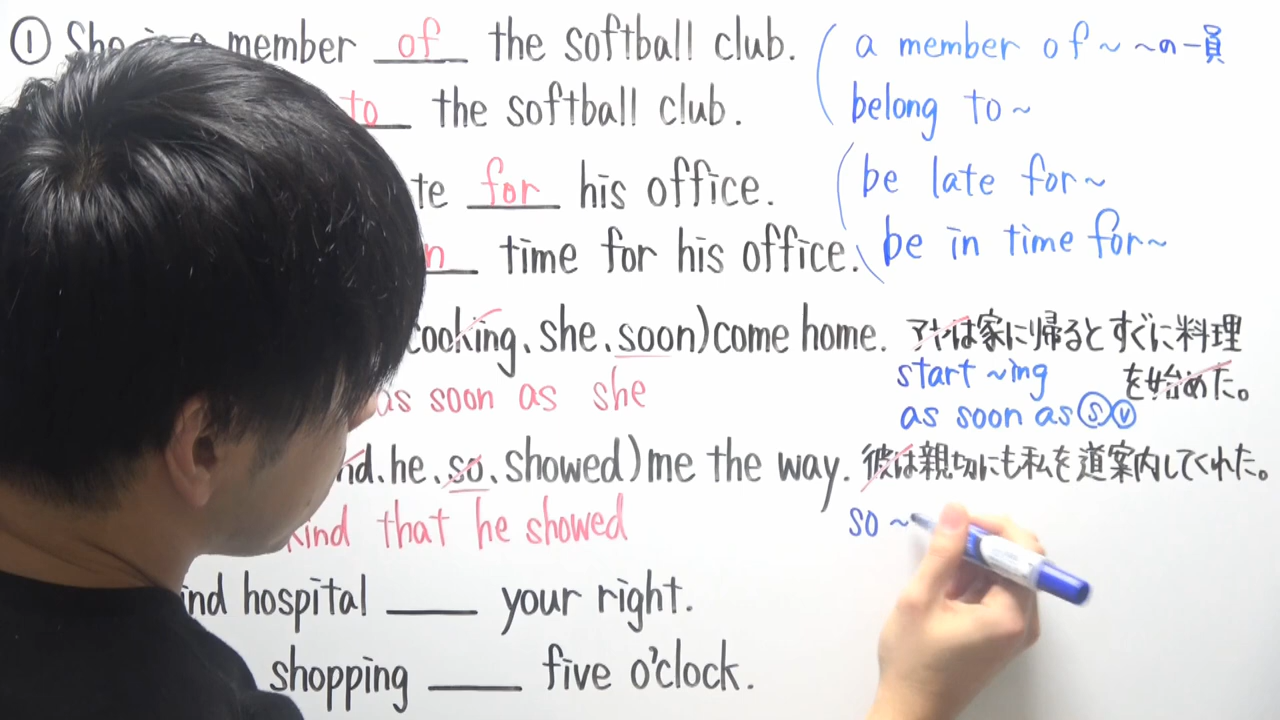 ① She is a member of the softball club. a member of ~ ~の一員
to the softball club. belong to ~
te for his office. be late for ~
n time for his office. be in time for ~
cooking、she、soon) come home. アヤは家に帰るとすぐに料理
start ~ing を始めた。
as soon as she as soon as Ⓢ Ⓥ
nd、he、so、showed) me the way. 彼は親切にも私を道案内してくれた。
kind that he showed so ~
ind hospital ____ your right.
shopping ____ five o'clock.